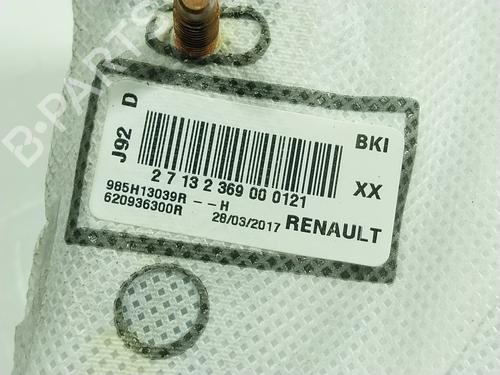 J92 D
BKI
2 7 13 2 369 00 0121
XX
985H13039R - - H
620936300R
28/03/2017 RENAULT
B-PARTS